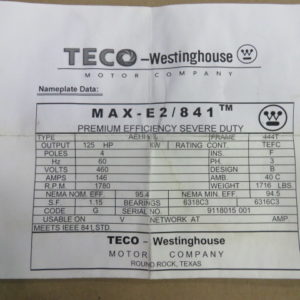 TECO-Westinghouse
MOTOR COMPANY
Nameplate Data:
MAX-E2/841™
PREMIUM EFFICIENCY SEVERE DUTY
TYPE FRAME 444T
OUTPUT 125 HP KW RATING CONT. TEFC
POLES 4 INS. F
Hz 60 PH. 3
VOLTS 460 DESIGN B
AMPS 146 AMB 40 C
R.P.M. 1780 WEIGHT 1716 LBS
NEMA NOM. EFF 95.4 NEMA MIN. EFF 94.5
S.F 1.15 BEARINGS 6318C3 6316C3
CODE G SERIAL NO. 9118015 001
USABLE ON V NETWORK AT AMP.
MEETS IEEE 841 STD.
TECO-Westinghouse
MOTOR COMPANY
ROUND ROCK, TEXAS